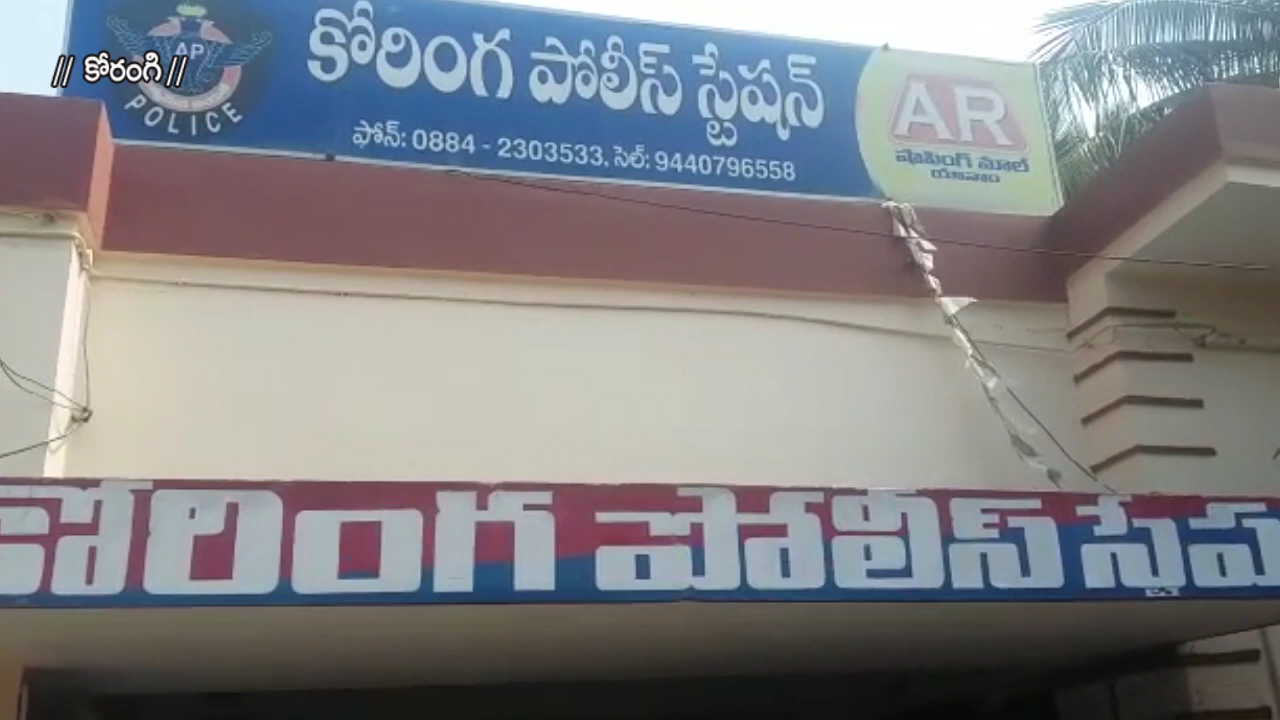 // కోరంగి //
AP
POLICE
కోరింగ పోలీస్ స్టేషన్
ఫోన్: 0884 - 2303533, సెల్: 9440796558
AR
షాపింగ్ మాల్
యానాం
కోరింగ పోలీస్ స్టేష